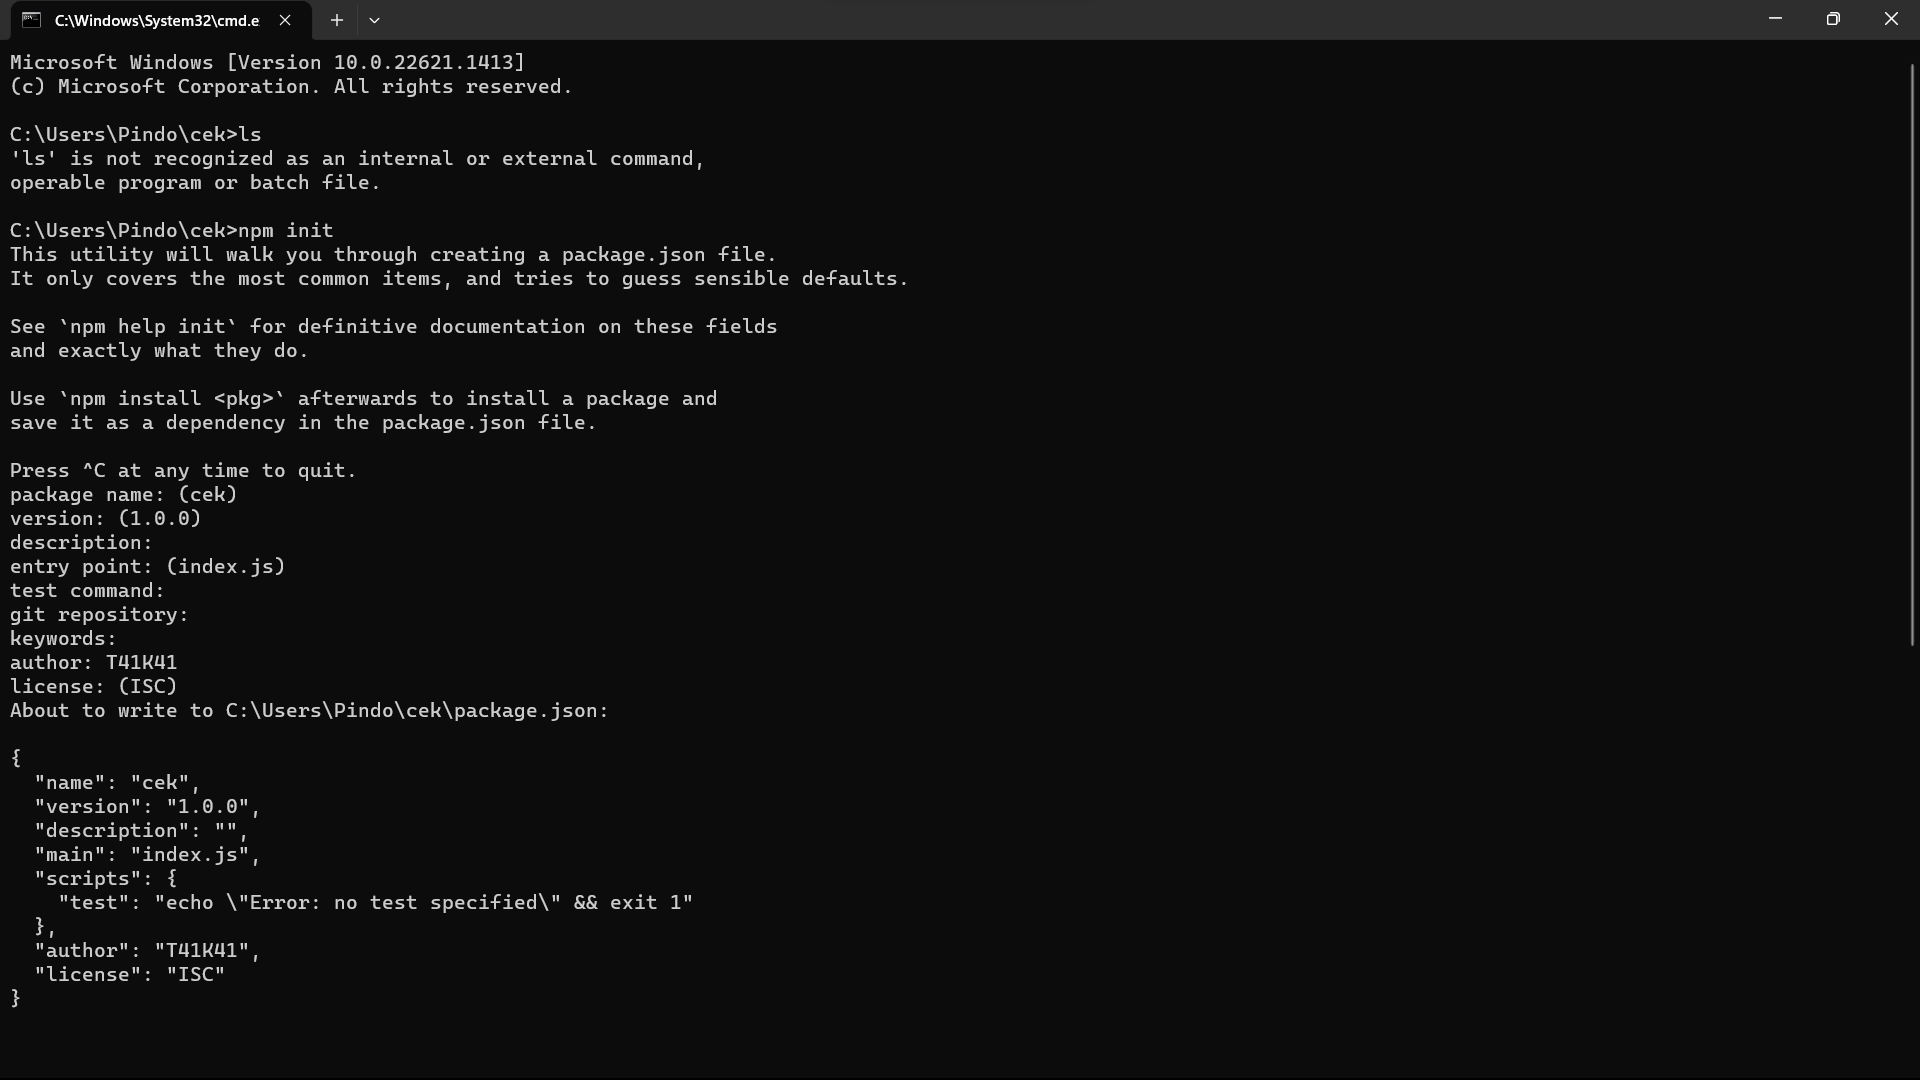 C:\Windows\System32\cmd.e
Microsoft Windows [Version 10.0.22621.1413]
(c) Microsoft Corporation. All rights reserved.
C:\Users\Pindo\cek>ls
'ls' is not recognized as an internal or external command,
operable program or batch file.
C:\Users\Pindo\cek>npm init
This utility will walk you through creating a package.json file.
It only covers the most common items, and tries to guess sensible defaults.
See `npm help init` for definitive documentation on these fields
and exactly what they do.
Use `npm install <pkg>` afterwards to install a package and
save it as a dependency in the package.json file.
Press ^C at any time to quit.
package name: (cek)
version: (1.0.0)
description:
entry point: (index.js)
test command:
git repository:
keywords:
author: T41K41
license: (ISC)
About to write to C:\Users\Pindo\cek\package.json:
{
  "name": "cek",
  "version": "1.0.0",
  "description": "",
  "main": "index.js",
  "scripts": {
    "test": "echo \"Error: no test specified\" && exit 1"
  },
  "author": "T41K41",
  "license": "ISC"
}